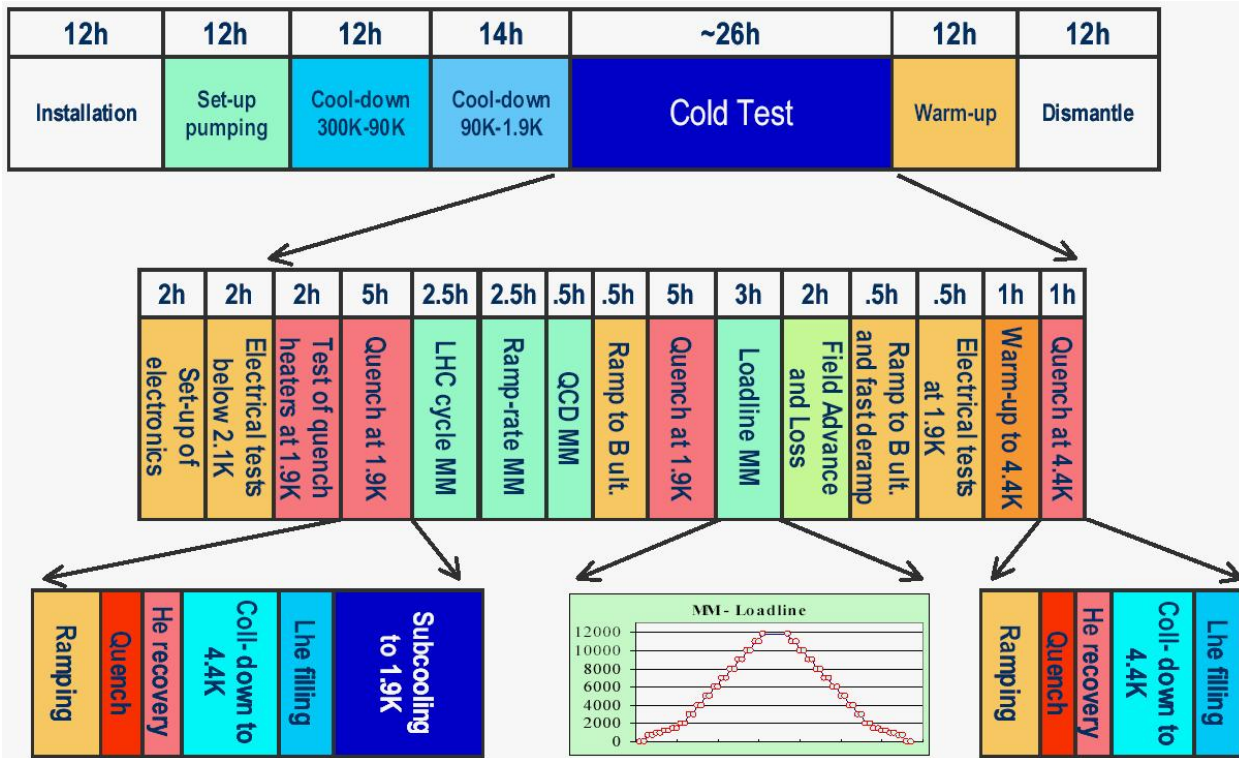 12h
12h
12h
14h
~26h
12h
12h
Installation
Set-up
pumping
Cool-down
300K-90K
Cool-down
90K-1.9K
Cold Test
Warm-up
Dismantle
2h
2h
2h
5h
2.5h
2.5h
.5h
.5h
5h
3h
2h
.5h
.5h
1h
1h
Set-up of
electronics
Electrical tests
below 2.1K
Test of quench
heaters at 1.9K
Quench at 1.9K
LHC cycle MM
Ramp-rate MM
QCD MM
Ramp to B ult.
Quench at 1.9K
Loadline MM
Field Advance
and Loss
Ramp to B ult.
and fast deramp
Electrical tests
at 1.9K
Warm-up to 4.4K
Quench at 4.4K
Ramping
Quench
He recovery
Coll- down to
4.4K
Lhe filling
Subcooling
to 1.9K
MM - Loadline
12000
10000
8000
6000
4000
2000
0
Ramping
Quench
He recovery
Coll- down to
4.4K
Lhe filling